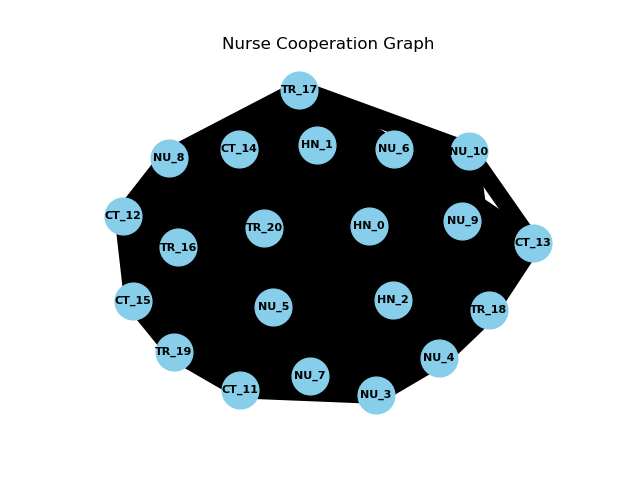 Nurse Cooperation Graph
TR_17
HN_1
CT_14
NU_6
NU_10
NU_8
CT_12
NU_9
HN_0
TR_20
CT_13
TR_16
CT_15
HN_2
NU_5
TR_18
TR_19
NU_4
NU_7
CT_11
NU_3